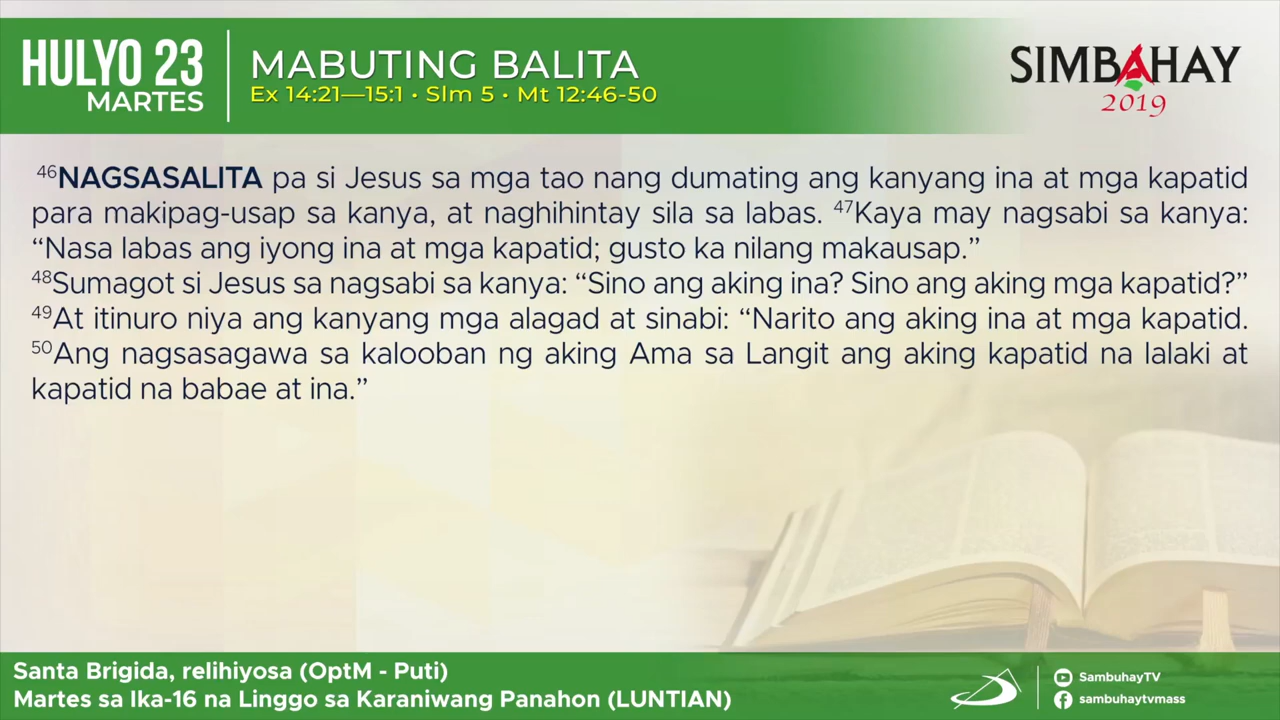 HULYO 23
MARTES
MABUTING BALITA
Ex 14:21—15:1 • Slm 5 • Mt 12:46-50
SIMBAHAY
2019
46NAGSASALITA pa si Jesus sa mga tao nang dumating ang kanyang ina at mga kapatid
para makipag-usap sa kanya, at naghihintay sila sa labas. 47Kaya may nagsabi sa kanya:
“Nasa labas ang iyong ina at mga kapatid; gusto ka nilang makausap.”
48Sumagot si Jesus sa nagsabi sa kanya: “Sino ang aking ina? Sino ang aking mga kapatid?”
49At itinuro niya ang kanyang mga alagad at sinabi: “Narito ang aking ina at mga kapatid.
50Ang nagsasagawa sa kalooban ng aking Ama sa Langit ang aking kapatid na lalaki at
kapatid na babae at ina.”
Santa Brigida, relihiyosa (OptM - Puti)
Martes sa Ika-16 na Linggo sa Karaniwang Panahon (LUNTIAN)
SambuhayTV
sambuhaytvmass